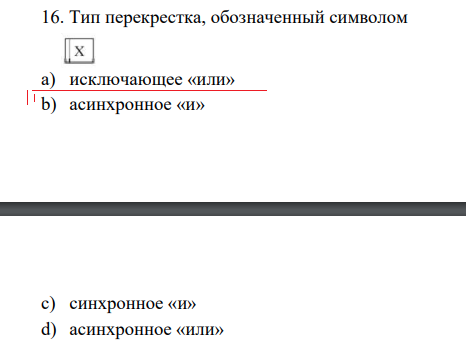 16. Тип перекрестка, обозначенный символом
X
a) исключающее «или»
b) асинхронное «и»
c) синхронное «и»
d) асинхронное «или»